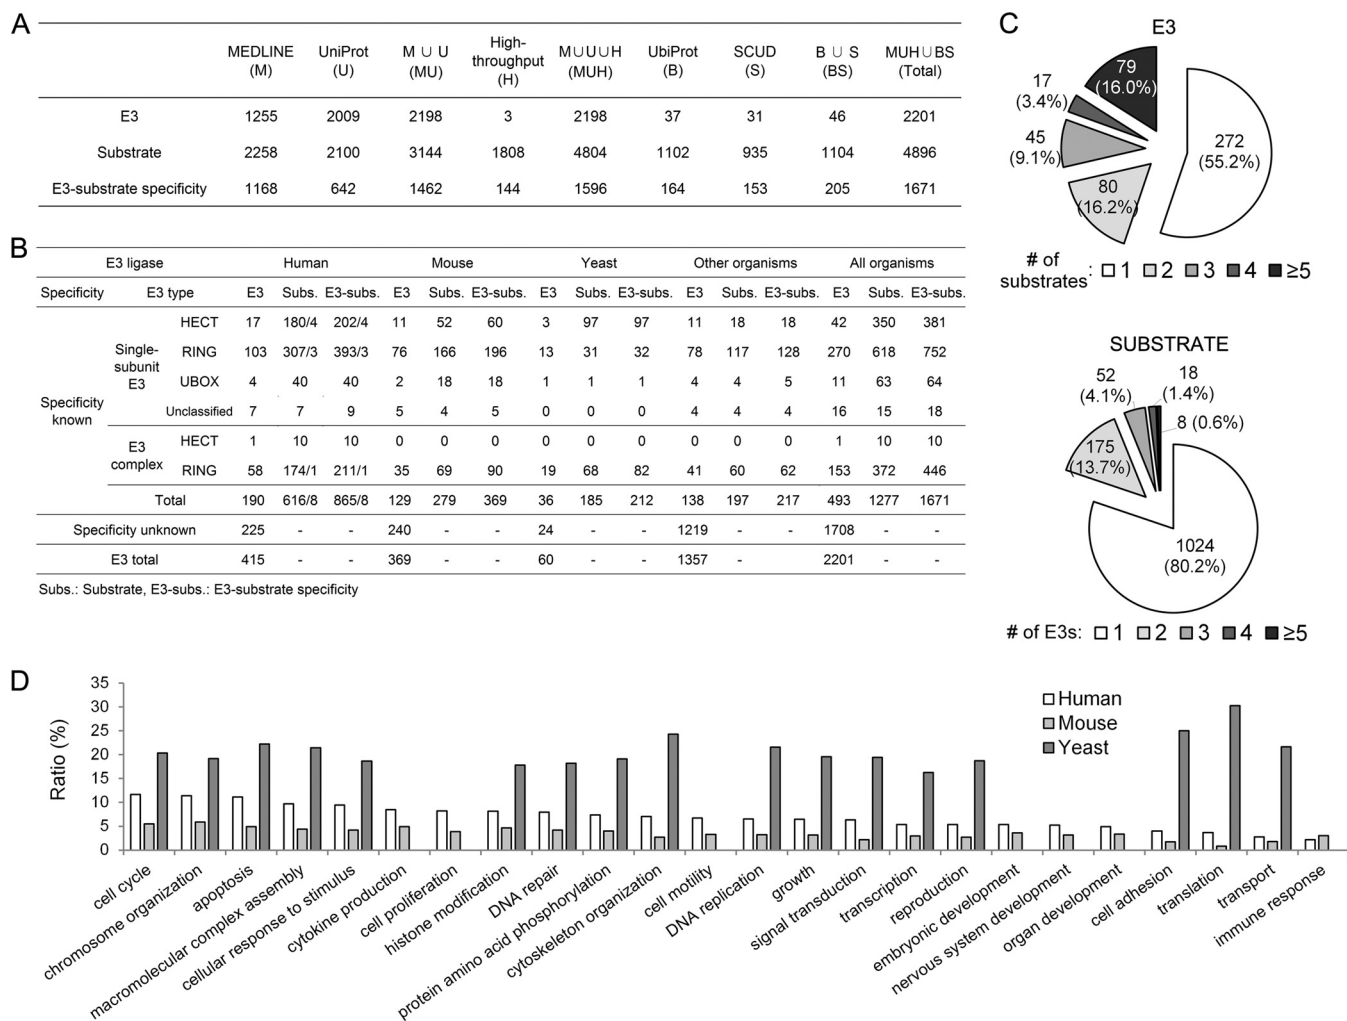 A
MEDLINE (M) UniProt (U) M ∪ U (MU) High-throughput (H) M∪U∪H (MUH) UbiProt (B) SCUD (S) B ∪ S (BS) MUH∪BS (Total)
E3 1255 2009 2198 3 2198 37 31 46 2201
Substrate 2258 2100 3144 1808 4804 1102 935 1104 4896
E3-substrate specificity 1168 642 1462 144 1596 164 153 205 1671
B
E3 ligase Human Mouse Yeast Other organisms All organisms
Specificity E3 type E3 Subs. E3-subs. E3 Subs. E3-subs. E3 Subs. E3-subs. E3 Subs. E3-subs. E3 Subs. E3-subs.
Specificity known
Single-subunit E3
HECT 17 180/4 202/4 11 52 60 3 97 97 11 18 18 42 350 381
RING 103 307/3 393/3 76 166 196 13 31 32 78 117 128 270 618 752
UBOX 4 40 40 2 18 18 1 1 1 4 4 5 11 63 64
Unclassified 7 7 9 5 4 5 0 0 0 4 4 4 16 15 18
E3 complex
HECT 1 10 10 0 0 0 0 0 0 0 0 0 1 10 10
RING 58 174/1 211/1 35 69 90 19 68 82 41 60 62 153 372 446
Total 190 616/8 865/8 129 279 369 36 185 212 138 197 217 493 1277 1671
Specificity unknown 225 - - 240 - - 24 - - 1219 - - 1708 - -
E3 total 415 - - 369 - - 60 - - 1357 - - 2201 - -
Subs.: Substrate, E3-subs.: E3-substrate specificity
C
E3
79
(16.0%)
17
(3.4%)
45
(9.1%)
80
(16.2%)
272
(55.2%)
# of substrates: 1 2 3 4 ≥5
SUBSTRATE
52
(4.1%)
18
(1.4%)
8 (0.6%)
175
(13.7%)
1024
(80.2%)
# of E3s: 1 2 3 4 ≥5
D
Ratio (%)
35
30
25
20
15
10
5
0
Human
Mouse
Yeast
cell cycle
chromosome organization
apoptosis
macromolecular complex assembly
cellular response to stimulus
cytokine production
cell proliferation
histone modification
DNA repair
protein amino acid phosphorylation
cytoskeleton organization
cell motility
DNA replication
growth
signal transduction
transcription
reproduction
embryonic development
nervous system development
organ development
cell adhesion
translation
transport
immune response